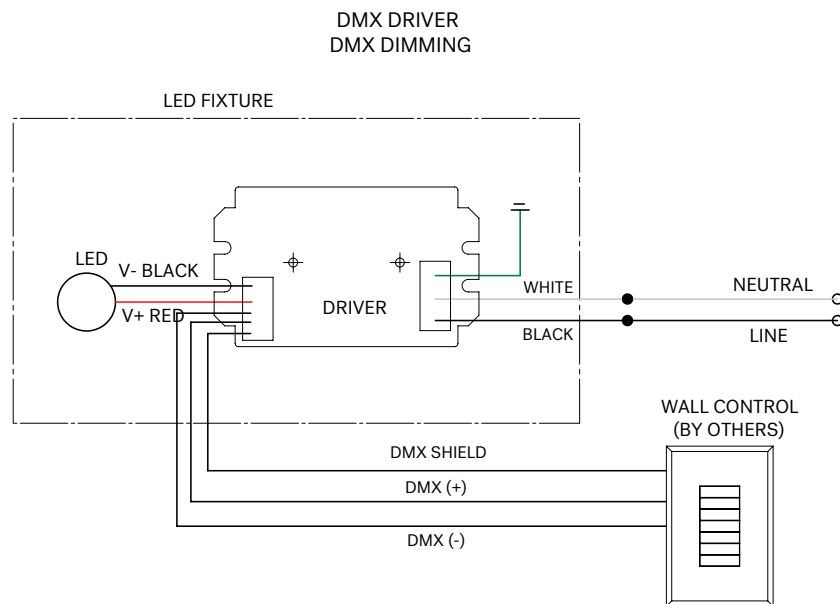 DMX DRIVER
DMX DIMMING
LED FIXTURE
LED
V- BLACK
V+ RED
DRIVER
WHITE
NEUTRAL
BLACK
LINE
WALL CONTROL
(BY OTHERS)
DMX SHIELD
DMX (+)
DMX (-)